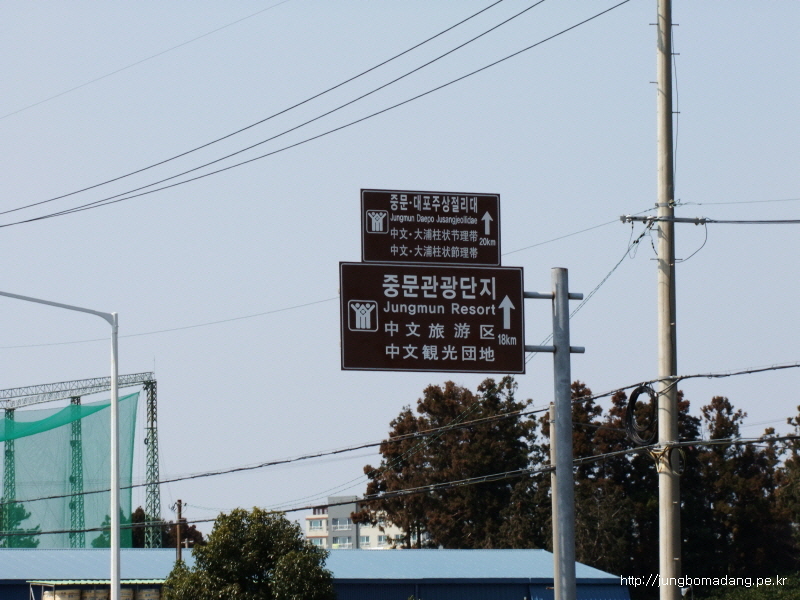 중문·대포주상절리대
Jungmun Daepo Jusangjeollidae
中文·大浦柱状节理带
中文·大浦柱状節理帯
20km
중문관광단지
Jungmun Resort
中文旅游区
中文観光団地
18km
http://jungbomadang.pe.kr